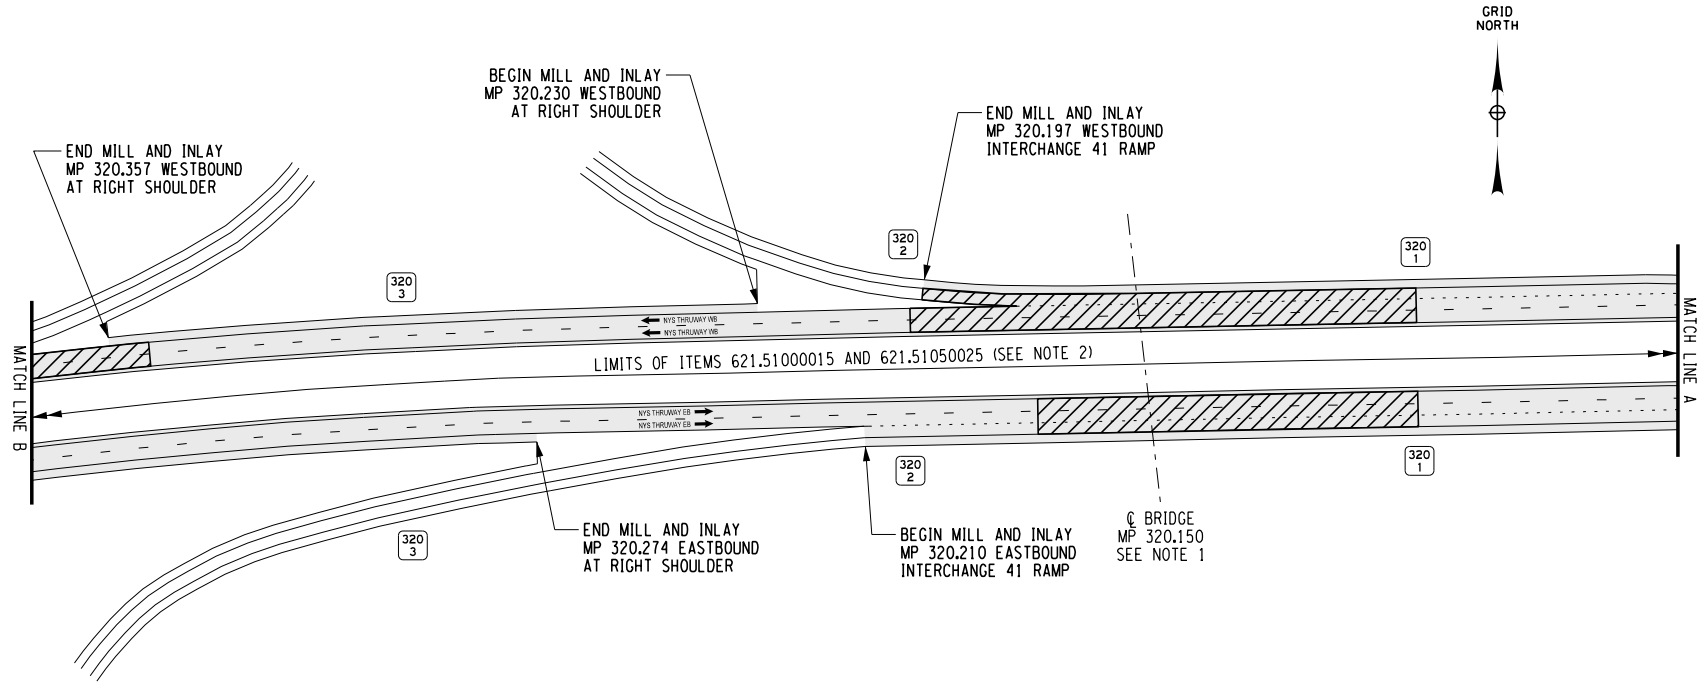 GRID
NORTH
BEGIN MILL AND INLAY
MP 320.230 WESTBOUND
AT RIGHT SHOULDER
END MILL AND INLAY
MP 320.197 WESTBOUND
INTERCHANGE 41 RAMP
END MILL AND INLAY
MP 320.357 WESTBOUND
AT RIGHT SHOULDER
320
2
320
1
320
3
NYS THRUWAY WB
NYS THRUWAY WB
MATCH LINE B
MATCH LINE A
LIMITS OF ITEMS 621.51000015 AND 621.51050025 (SEE NOTE 2)
NYS THRUWAY EB
NYS THRUWAY EB
320
2
320
1
320
3
END MILL AND INLAY
MP 320.274 EASTBOUND
AT RIGHT SHOULDER
BEGIN MILL AND INLAY
MP 320.210 EASTBOUND
INTERCHANGE 41 RAMP
℄ BRIDGE
MP 320.150
SEE NOTE 1